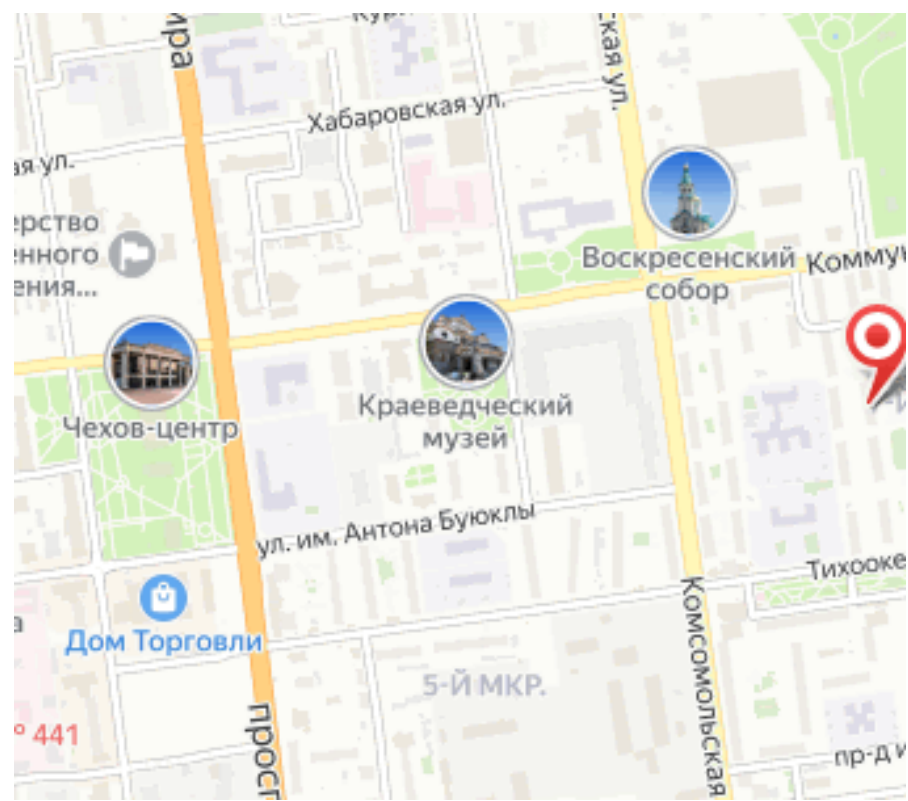 ира
ская ул.
Хабаровская ул.
ая ул.
ерство
енного
ения...
Воскресенский
собор
Коммун
Чехов-центр
Краеведческий
музей
ул. им. Антона Буюклы
Тихооке
Дом Торговли
Комсомольская
5-Й МКР.
° 441
просп
пр-д и